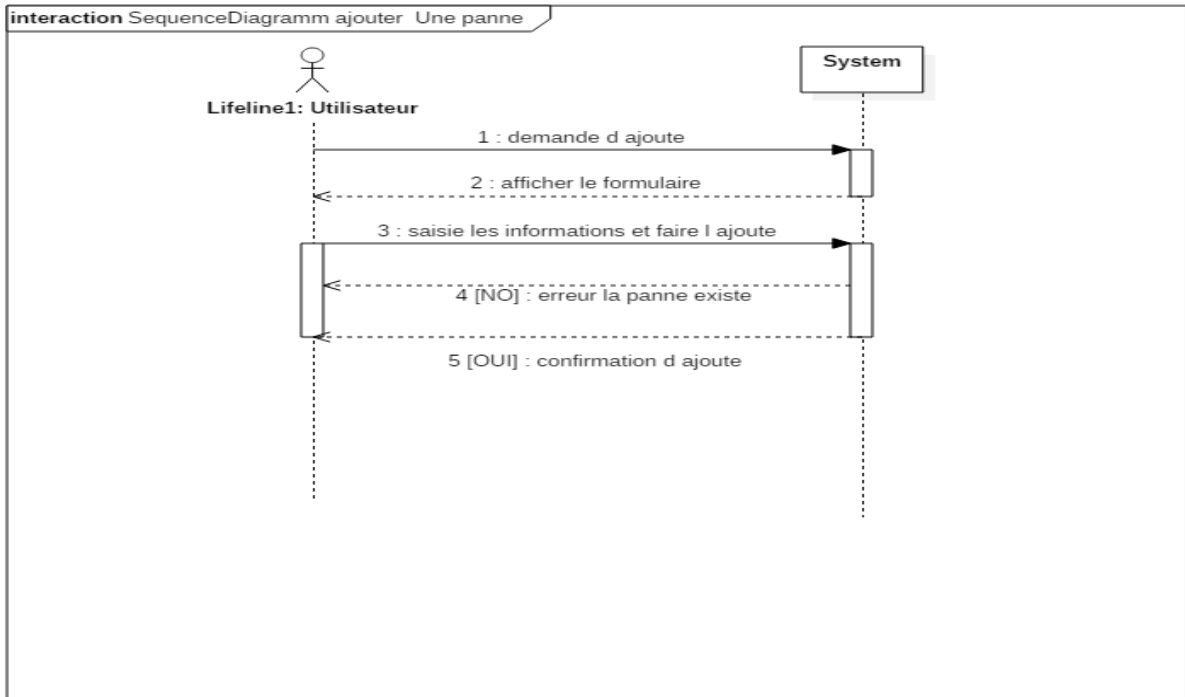 interaction SequenceDiagramm ajouter Une panne
System
Lifeline1: Utilisateur
1 : demande d ajoute
2 : afficher le formulaire
3 : saisie les informations et faire l ajoute
4 [NO] : erreur la panne existe
5 [OUI] : confirmation d ajoute